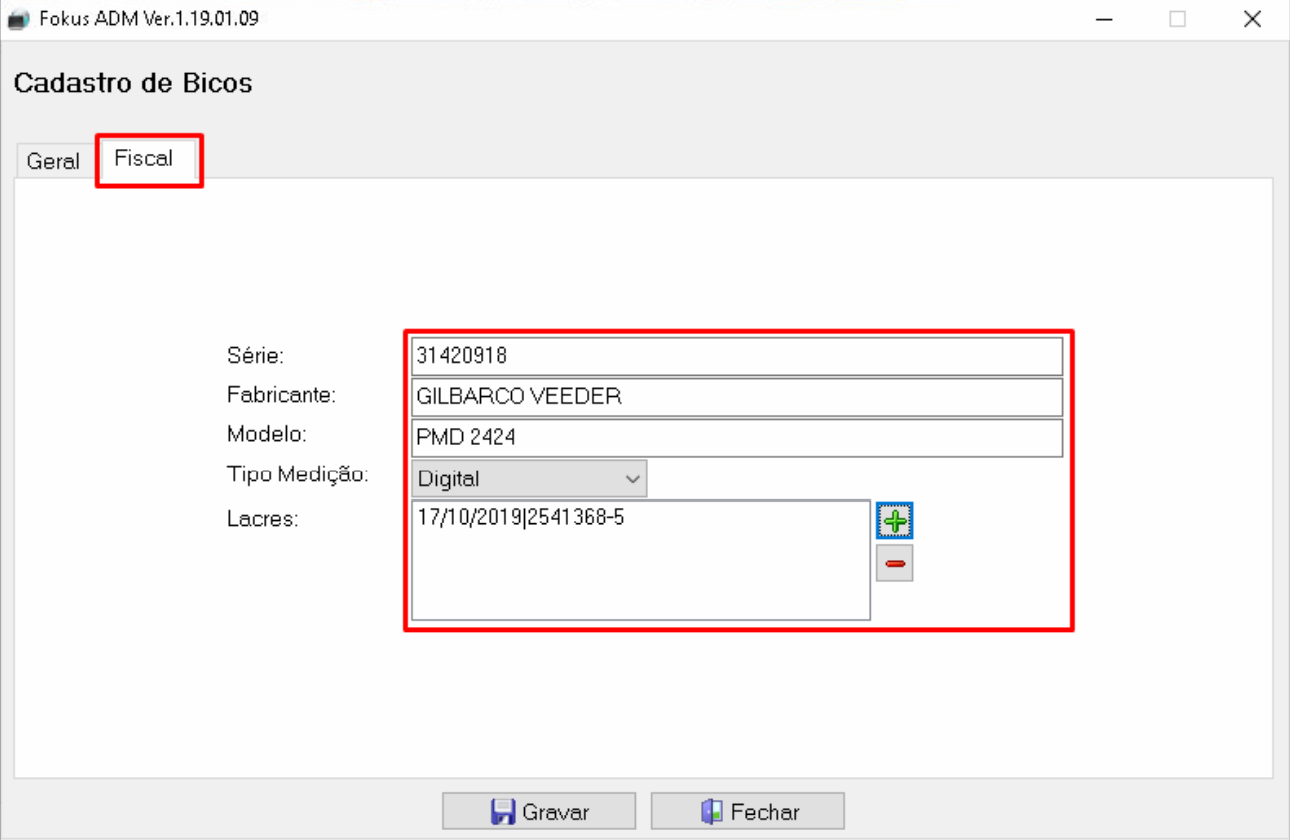 Fokus ADM Ver.1.19.01.09
Cadastro de Bicos
Geral
Fiscal
Série:
31420918
Fabricante:
GILBARCO VEEDER
Modelo:
PMD 2424
Tipo Medição:
Digital
Lacres:
17/10/2019|2541368-5
Gravar
Fechar